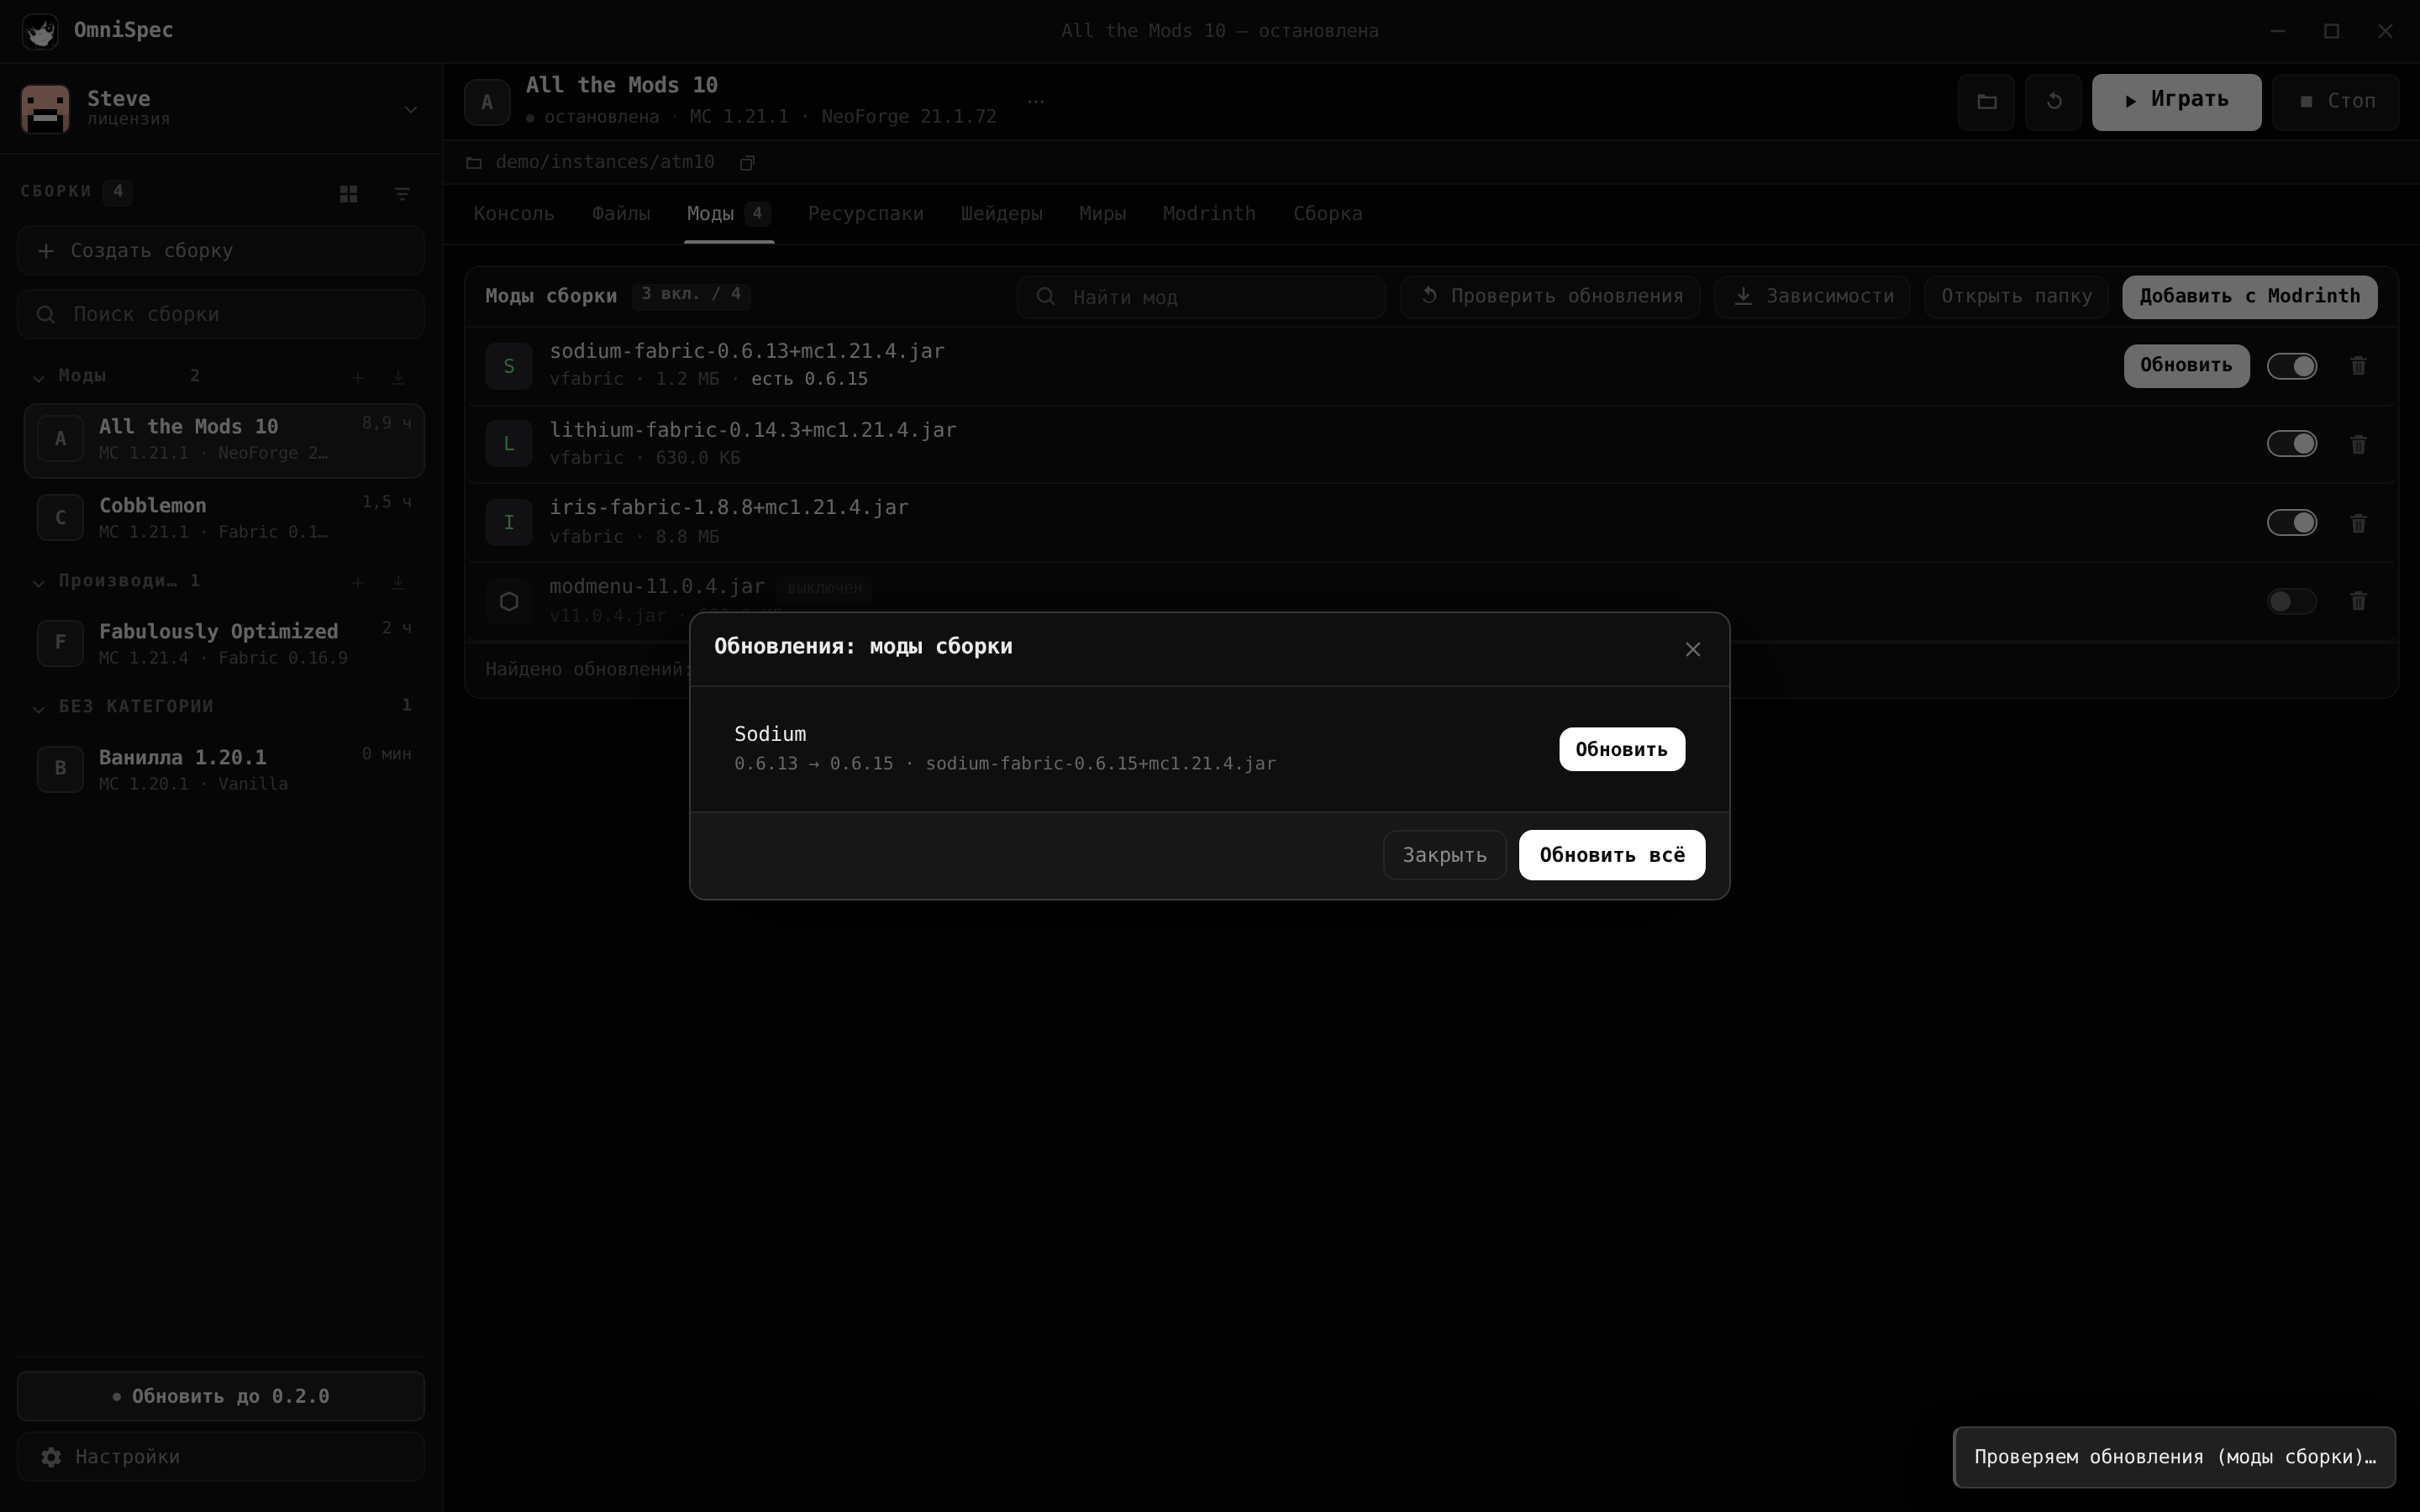 OmniSpec
All the Mods 10 — остановлена
Steve
лицензия
A
All the Mods 10
остановлена · MC 1.21.1 · NeoForge 21.1.72
Играть
Стоп
demo/instances/atm10
СБОРКИ 4
Консоль
Файлы
Моды 4
Ресурспаки
Шейдеры
Миры
Modrinth
Сборка
Создать сборку
Поиск сборки
Моды 2
A
All the Mods 10
8,9 ч
MC 1.21.1 · NeoForge 2…
C
Cobblemon
1,5 ч
MC 1.21.1 · Fabric 0.1…
Производи… 1
F
Fabulously Optimized
2 ч
MC 1.21.4 · Fabric 0.16.9
БЕЗ КАТЕГОРИИ 1
В
Ванилла 1.20.1
0 мин
MC 1.20.1 · Vanilla
Обновить до 0.2.0
Настройки
Моды сборки 3 вкл. / 4
Найти мод
Проверить обновления
Зависимости
Открыть папку
Добавить с Modrinth
S
sodium-fabric-0.6.13+mc1.21.4.jar
vfabric · 1.2 МБ · есть 0.6.15
Обновить
L
lithium-fabric-0.14.3+mc1.21.4.jar
vfabric · 630.0 КБ
I
iris-fabric-1.8.8+mc1.21.4.jar
vfabric · 8.8 МБ
modmenu-11.0.4.jar выключен
v11.0.4.jar ·
Найдено обновлений:
Обновления: моды сборки
Sodium
0.6.13 → 0.6.15 · sodium-fabric-0.6.15+mc1.21.4.jar
Обновить
Закрыть
Обновить всё
Проверяем обновления (моды сборки)…